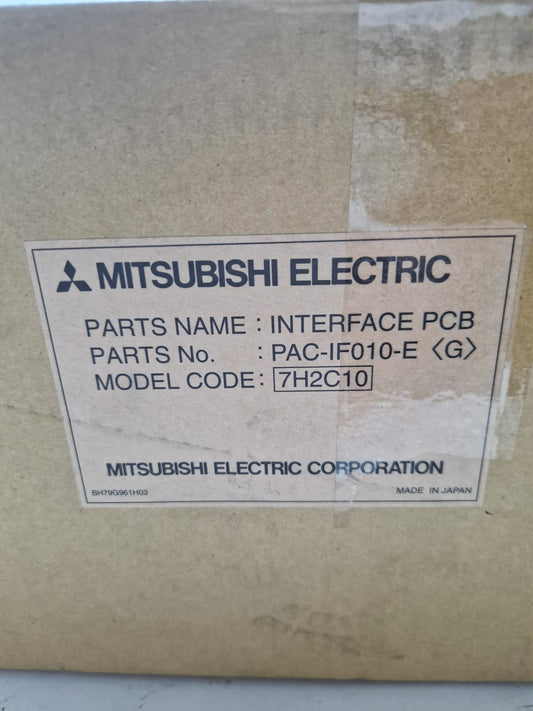 MITSUBISHI ELECTRIC
PARTS NAME : INTERFACE PCB
PARTS No. : PAC-IF010-E 〈G〉
MODEL CODE : 7H2C10
MITSUBISHI ELECTRIC CORPORATION
BH79G961H03 MADE IN JAPAN